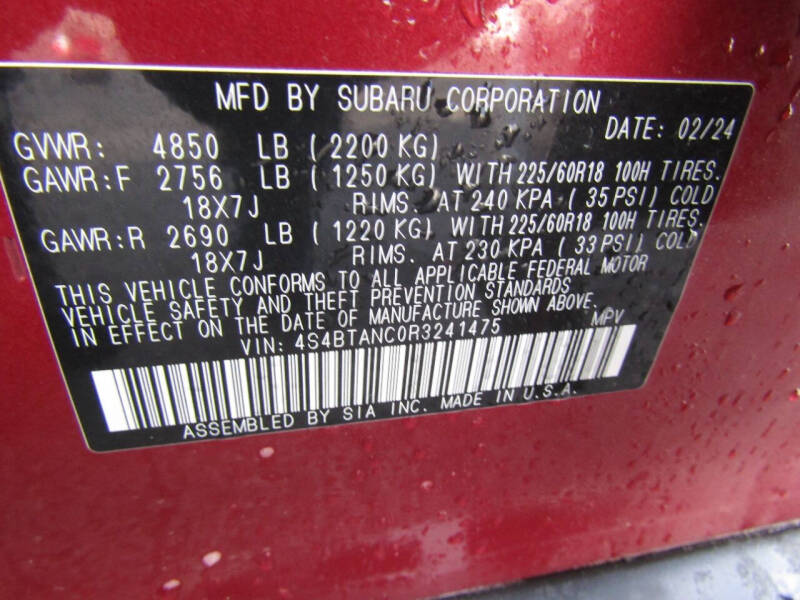 MFD BY SUBARU CORPORATION
DATE: 02/24
GVWR: 4850 LB (2200 KG)
GAWR:F 2756 LB (1250 KG) WITH 225/60R18 100H TIRES.
18X7J RIMS. AT 240 KPA (35 PSI) COLD
GAWR:R 2690 LB (1220 KG) WITH 225/60R18 100H TIRES.
18X7J RIMS. AT 230 KPA (33 PSI) COLD
THIS VEHICLE CONFORMS TO ALL APPLICABLE FEDERAL MOTOR
VEHICLE SAFETY AND THEFT PREVENTION STANDARDS
IN EFFECT ON THE DATE OF MANUFACTURE SHOWN ABOVE.
VIN: 4S4BTANC0R3241475 MPV
ASSEMBLED BY SIA INC. MADE IN U.S.A.